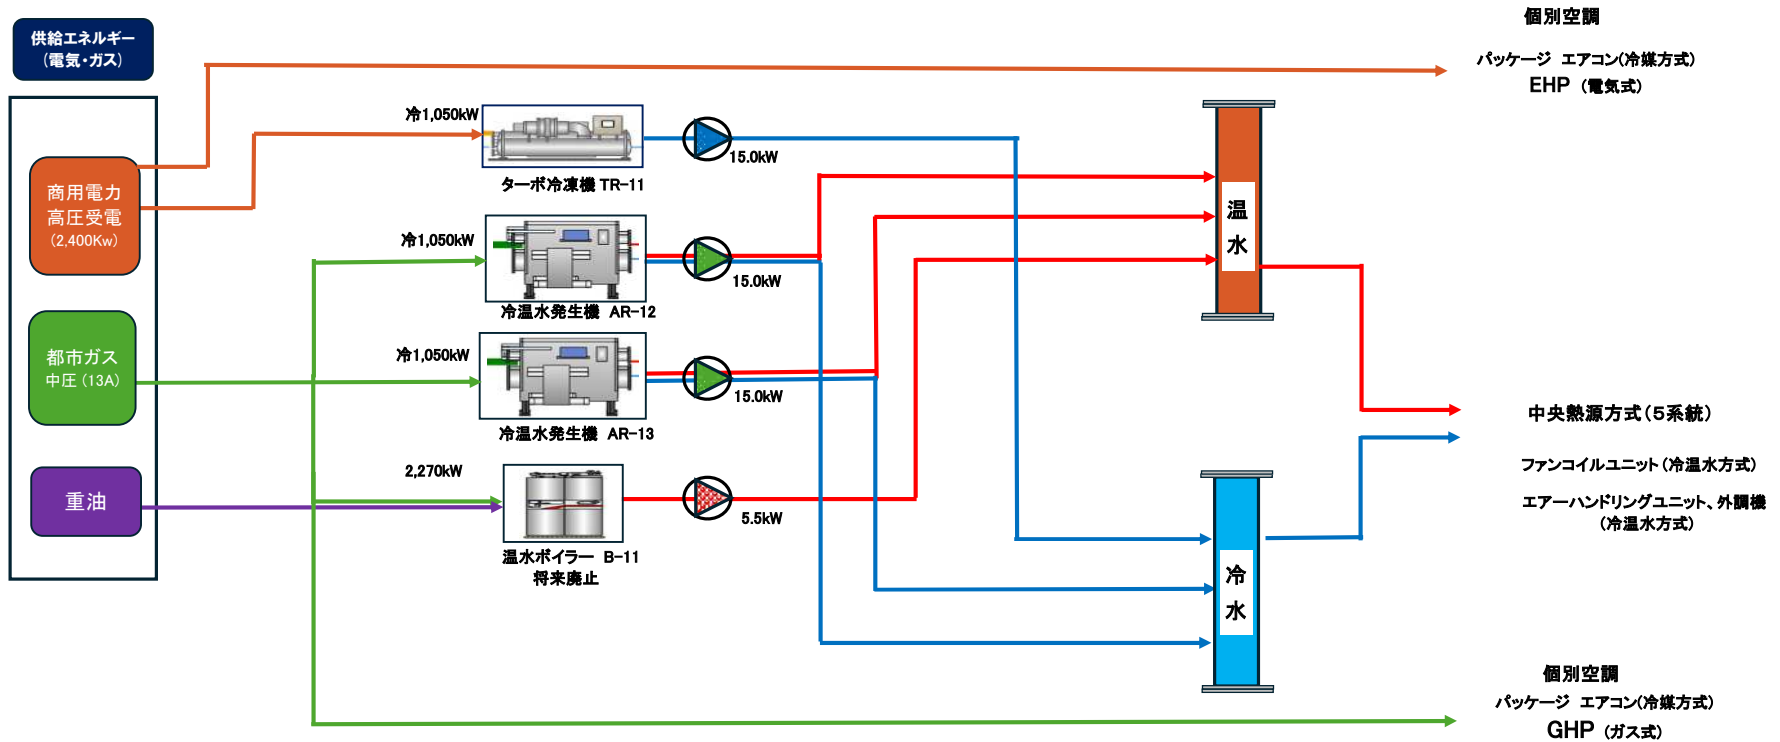 供給エネルギー
(電気・ガス)
商用電力
高圧受電
(2,400Kw)
都市ガス
中圧 (13A)
重油
冷1,050kW
ターボ冷凍機 TR-11
15.0kW
冷1,050kW
冷温水発生機 AR-12
15.0kW
冷1,050kW
冷温水発生機 AR-13
15.0kW
2,270kW
温水ボイラー B-11
将来廃止
5.5kW
温
水
冷
水
個別空調
パッケージ エアコン(冷媒方式)
EHP (電気式)
中央熱源方式(5系統)
ファンコイルユニット(冷温水方式)
エアーハンドリングユニット、外調機
(冷温水方式)
個別空調
パッケージ エアコン(冷媒方式)
GHP (ガス式)